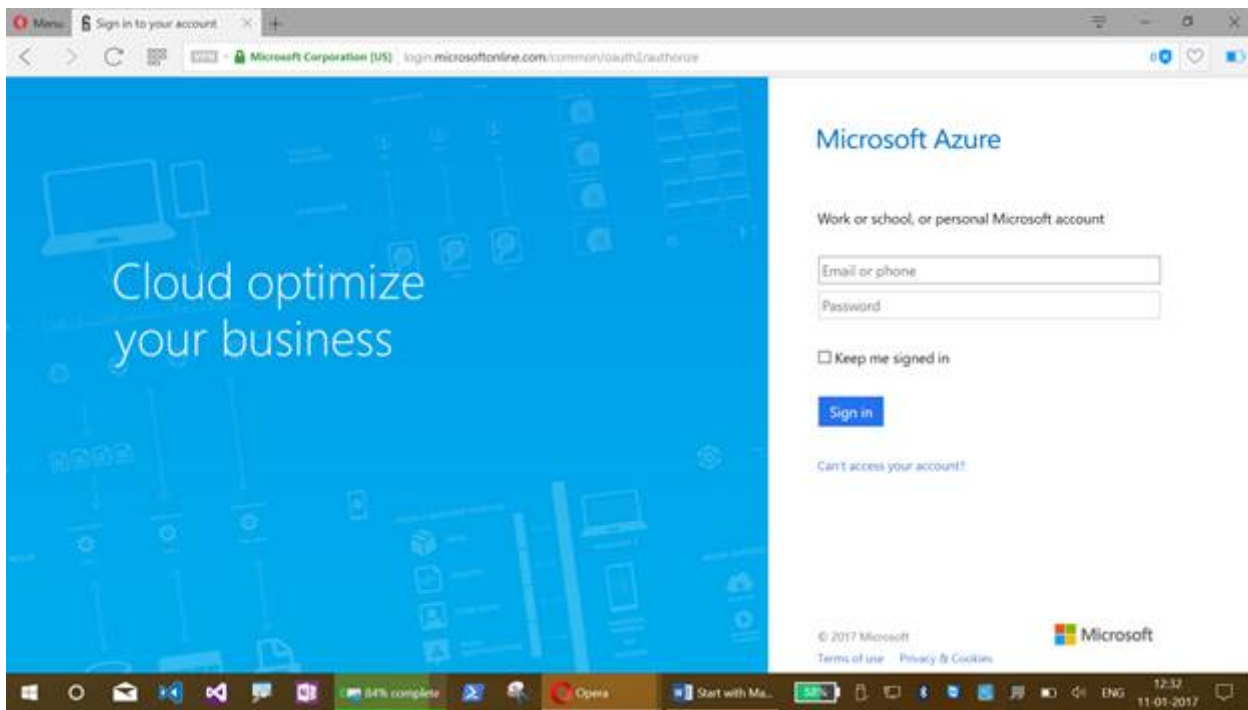 Menu
Sign in to your account
Microsoft Corporation [US] login.microsoftonline.com/common/oauth2/authorize
Microsoft Azure
Work or school, or personal Microsoft account
Email or phone
Password
Cloud optimize
your business
Keep me signed in
Sign in
Can't access your account?
© 2017 Microsoft
Microsoft
Terms of use Privacy & Cookies
84% complete
Opera
Start with Ma...
58%
ENG
12:32
11-01-2017